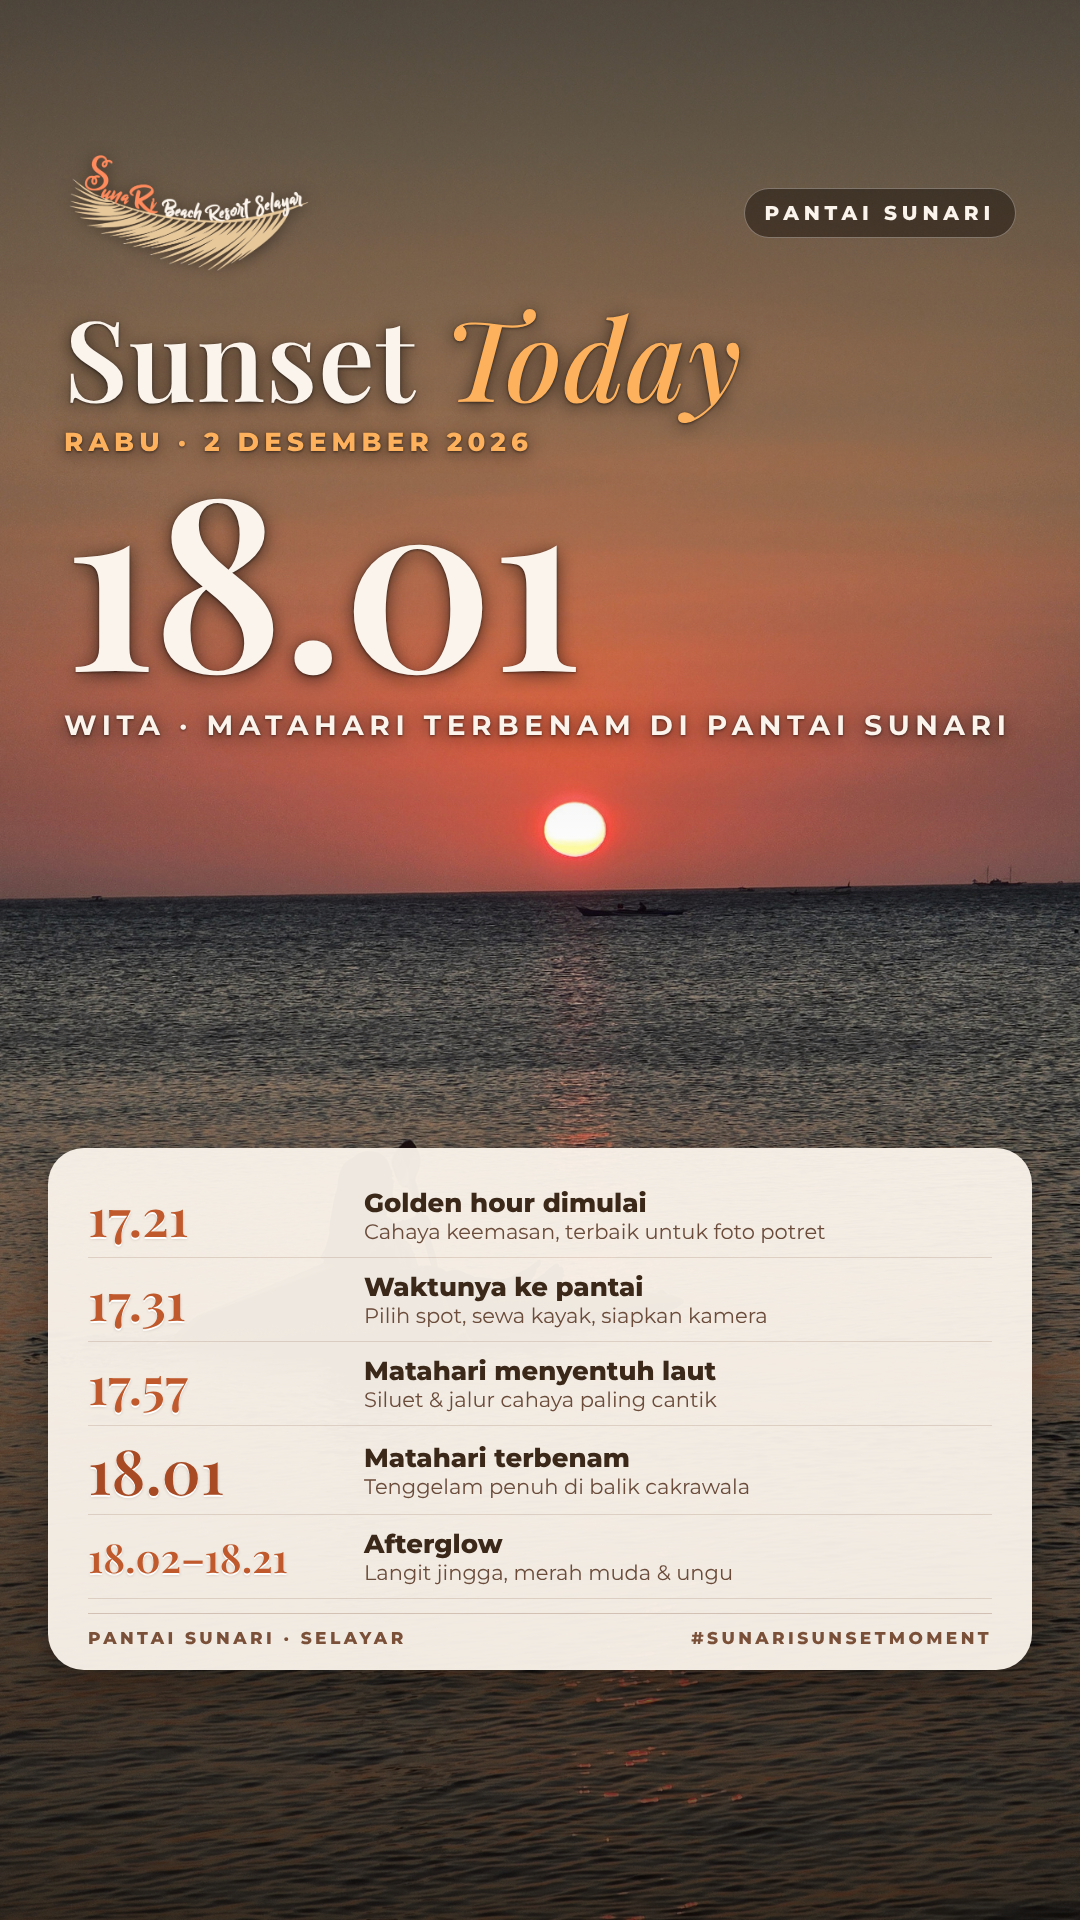 SunaRi Beach Resort Selayar
PANTAI SUNARI
Sunset Today
RABU · 2 DESEMBER 2026
18.01
WITA · MATAHARI TERBENAM DI PANTAI SUNARI
17.21
Golden hour dimulai
Cahaya keemasan, terbaik untuk foto potret
17.31
Waktunya ke pantai
Pilih spot, sewa kayak, siapkan kamera
17.57
Matahari menyentuh laut
Siluet & jalur cahaya paling cantik
18.01
Matahari terbenam
Tenggelam penuh di balik cakrawala
18.02–18.21
Afterglow
Langit jingga, merah muda & ungu
PANTAI SUNARI · SELAYAR
#SUNARISUNSETMOMENT